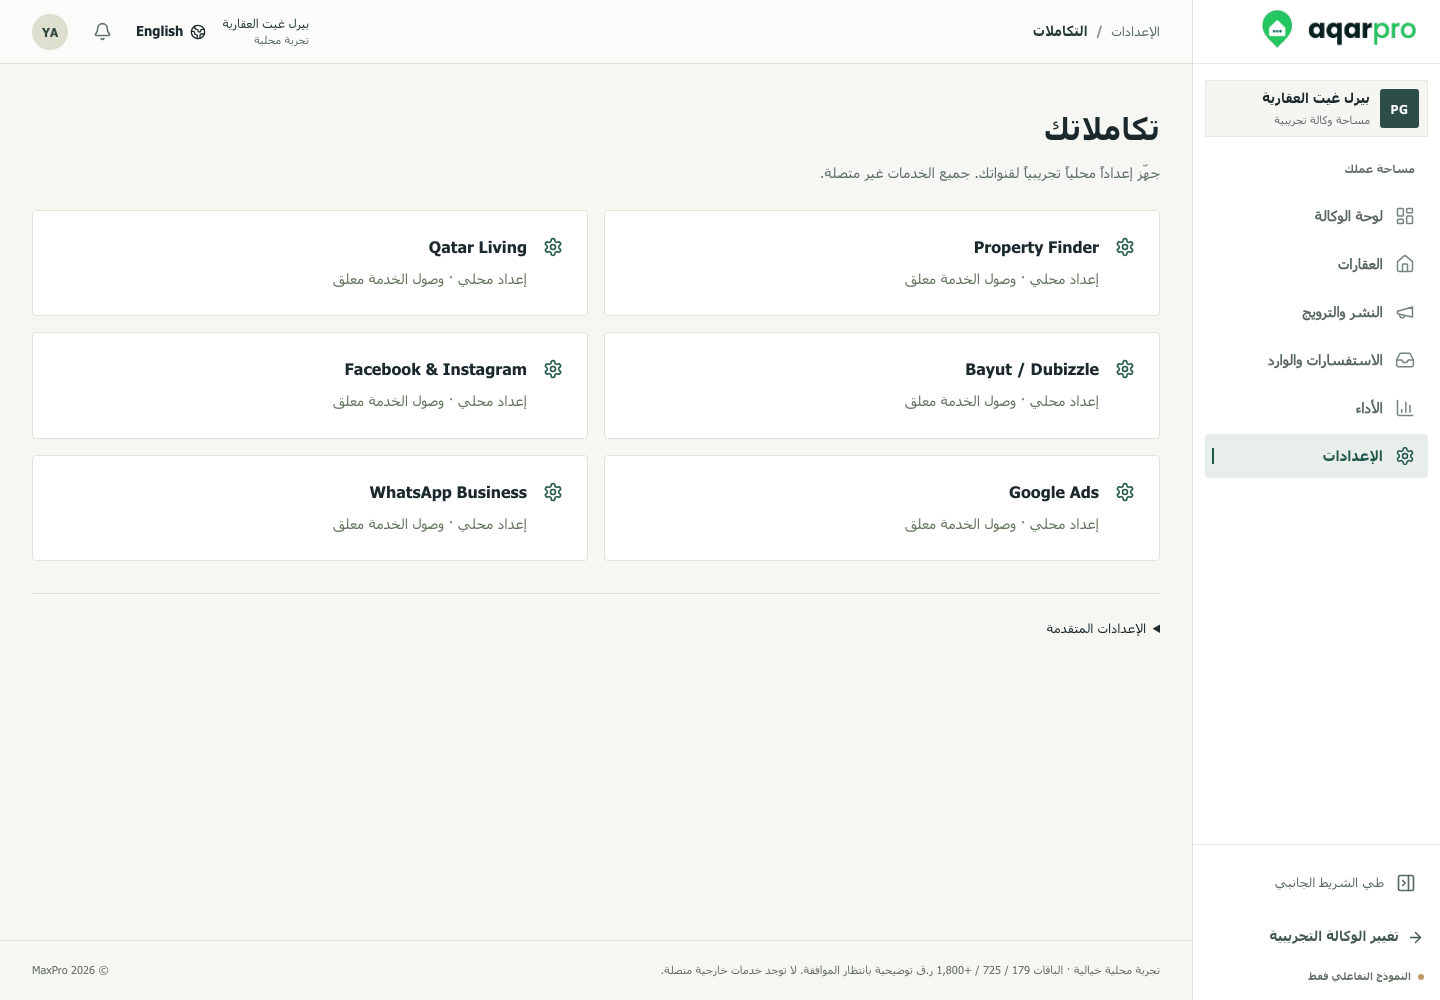 aqarpro
PG
بيرل غيت العقارية
مساحة وكالة تجريبية
مساحة عملك
لوحة الوكالة
العقارات
النشر والترويج
الاستفسارات والوارد
الأداء
الإعدادات
طي الشريط الجانبي
تغيير الوكالة التجريبية
النموذج التفاعلي فقط
الإعدادات / التكاملات
بيرل غيت العقارية
تجربة محلية
English
YA
تكاملاتك
جهّز إعداداً محلياً تجريبياً لقنواتك. جميع الخدمات غير متصلة.
Property Finder
إعداد محلي · وصول الخدمة معلق
Qatar Living
إعداد محلي · وصول الخدمة معلق
Bayut / Dubizzle
إعداد محلي · وصول الخدمة معلق
Facebook & Instagram
إعداد محلي · وصول الخدمة معلق
Google Ads
إعداد محلي · وصول الخدمة معلق
WhatsApp Business
إعداد محلي · وصول الخدمة معلق
الإعدادات المتقدمة
تجربة محلية خيالية · الباقات 179 / 725 / +1,800 ر.ق توضيحية بانتظار الموافقة. لا توجد خدمات خارجية متصلة.
© 2026 MaxPro